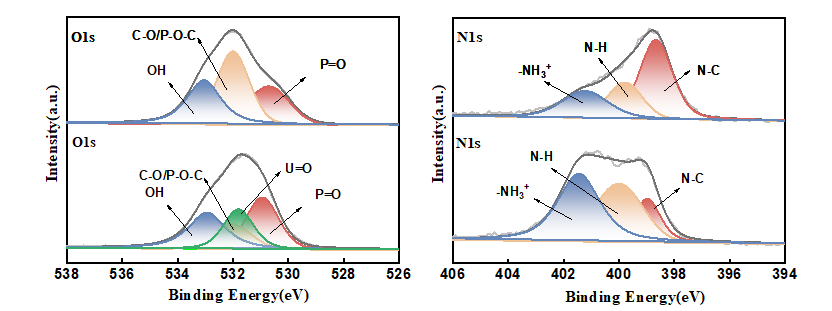 O1s
C-O/P-O-C
OH
P=O
O1s
U=O
C-O/P-O-C
OH
P=O
Intensity(a.u.)
538 536 534 532 530 528 526
Binding Energy(eV)
N1s
N-H
-NH₃⁺
N-C
N1s
N-H
-NH₃⁺
N-C
Intensity(a.u.)
406 404 402 400 398 396 394
Binding Energy(eV)